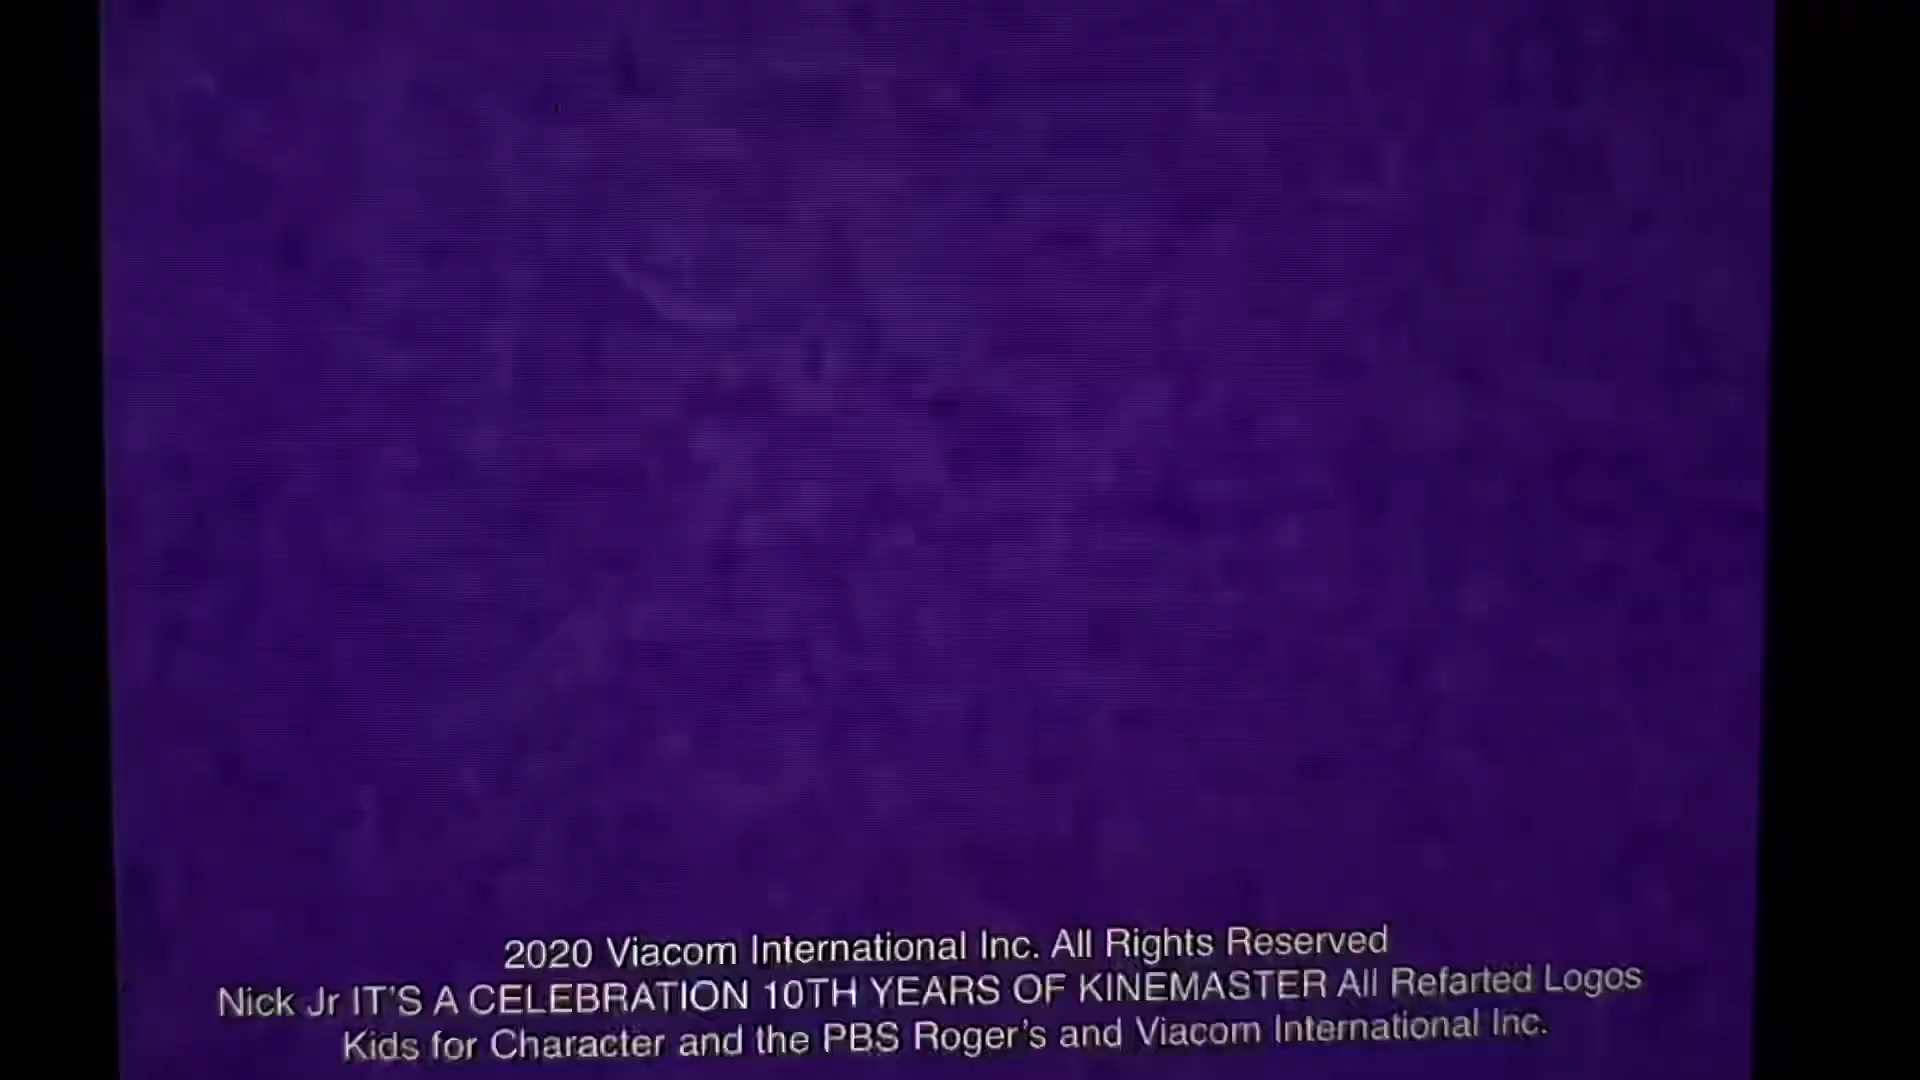 2020 Viacom International Inc. All Rights Reserved
Nick Jr IT'S A CELEBRATION 10TH YEARS OF KINEMASTER All Refarted Logos
Kids for Character and the PBS Roger's and Viacom International Inc.